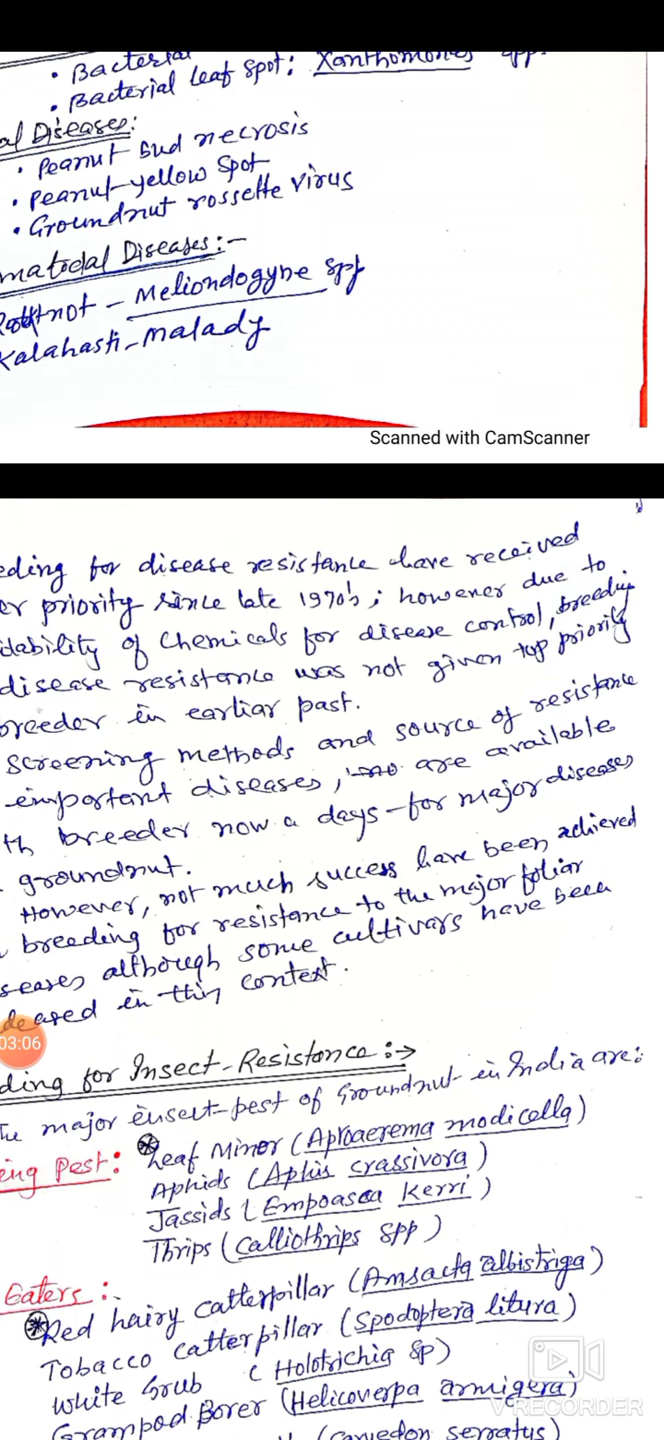 • Bacterial
• Bacterial Leaf Spot: Xanthomones spp.
al Diseases:
• Peanut Bud necrosis
• Peanut yellow Spot
• Groundnut rossette virus
matodal Diseases:-
knot - Meliondogyne Spp
Kalahasti - Malady
Scanned with CamScanner
eding for disease resistance have received
er priority since late 1970's; however due to
ilability of Chemicals for disease control, breeding
disease resistance was not given top priority
breeder in earliar past.
Screening methods and source of resistance
important diseases, are available
th breeder now a days for major diseases
groundnut.
However, not much success have been achieved
breeding for resistance to the major foliar
seases although some cultivars have been
leased in this context.
03:06
ding for Insect-Resistance :→
The major insect-pest of Groundnut in India are:
ing Pest: Leaf Minor (Aproaerema modicella)
Aphids (Aphis crassivora)
Jassids (Empoasca Kerri)
Thrips (Calliothrips SPP)
Eaters:
Red hairy Catterpillar (Amsacta albistriga)
Tobacco Catterpillar (Spodoptera litura)
White Grub (Holotrichia SP)
Grampod Borer (Helicoverpa armigera)
(Caryedon serratus)
V RECORDER